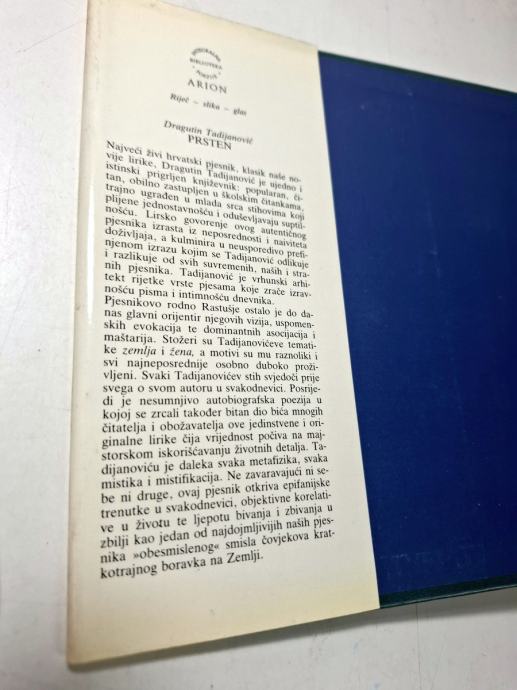 INTEGRALNA
BIBLIOTEKA
POETIKA
ARION
Riječ – slika – glas
Dragutin Tadijanović
PRSTEN
Najveći živi hrvatski pjesnik, klasik naše no-
vije lirike, Dragutin Tadijanović je ujedno i
istinski prigrljen književnik: popularan, či-
tan, obilno zastupljen u školskim čitankama,
trajno ugrađen u mlada srca stihovima koji
plijene jednostavnošću i oduševljavaju suptil-
nošću. Lirsko govorenje ovog autentičnog
pjesnika izrasta iz neposrednosti i naiviteta
doživljaja, a kulminira u neusporedivo prefi-
njenom izrazu kojim se Tadijanović odlikuje
i razlikuje od svih suvremenih, naših i stra-
nih pjesnika. Tadijanović je vrhunski arhi-
tekt rijetke vrste pjesama koje zrače izrav-
nošću pisma i intimnošću dnevnika.
Pjesnikovo rodno Rastušje ostalo je do da-
nas glavni orijentir njegovih vizija, uspomen-
skih evokacija te dominantnih asocijacija i
maštarija. Stožeri su Tadijanovićeve temati-
ke zemlja i žena, a motivi su mu raznoliki i
svi najneposrednije osobno duboko proži-
vljeni. Svaki Tadijanovićev stih svjedoči prije
svega o svom autoru u svakodnevici. Posrije-
di je nesumnjivo autobiografska poezija u
kojoj se zrcali također bitan dio bića mnogih
čitatelja i obožavatelja ove jedinstvene i ori-
ginalne lirike čija vrijednost počiva na maj-
storskom iskorišćavanju životnih detalja. Ta-
dijanoviću je daleka svaka metafizika, svaka
mistika i mistifikacija. Ne zavaravajući ni se-
be ni druge, ovaj pjesnik otkriva epifanijske
trenutke u svakodnevici, objektivne korelati-
ve u životu te ljepotu bivanja i zbivanja u
zbilji kao jedan od najdojmljivijih naših pjes-
nika »obesmislenog« smisla čovjekova krat-
kotrajnog boravka na Zemlji.